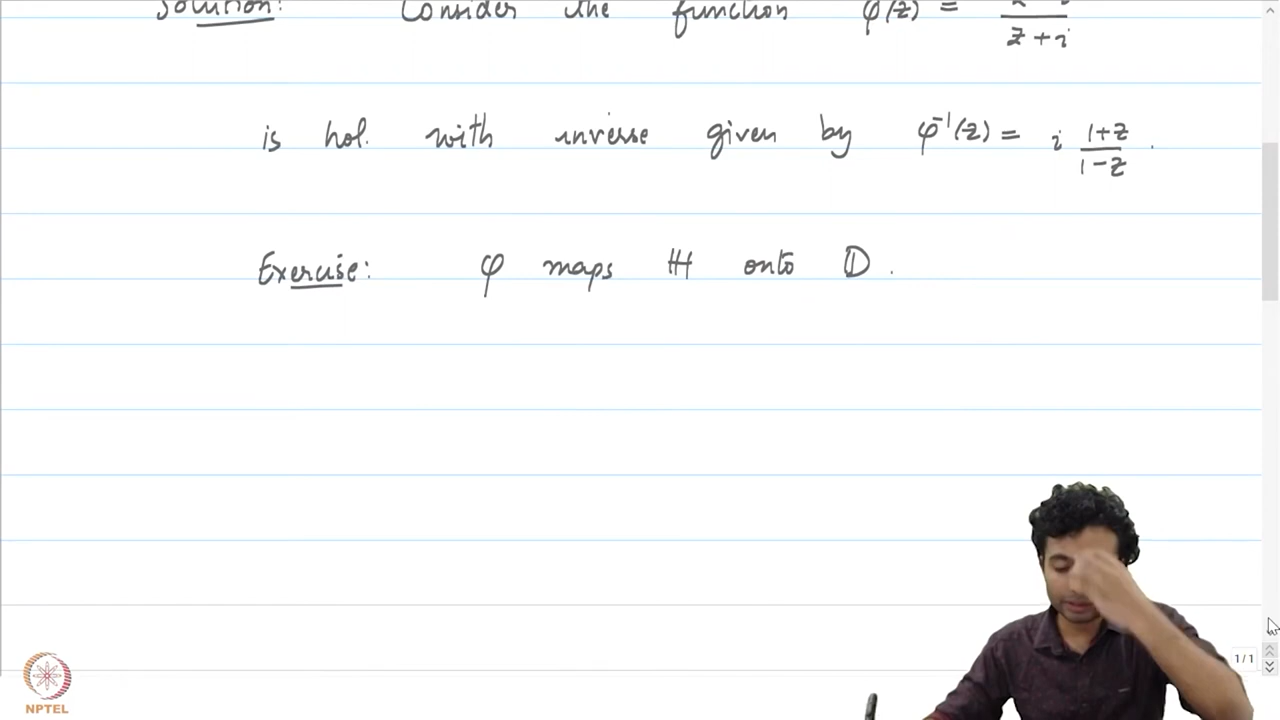 Solution: Consider the function φ(z) =
z + i
is hol. with inverse given by φ⁻¹(z) = i (1+z)/(1-z) .
Exercise: φ maps ℍ onto 𝔻 .
1/1
NPTEL